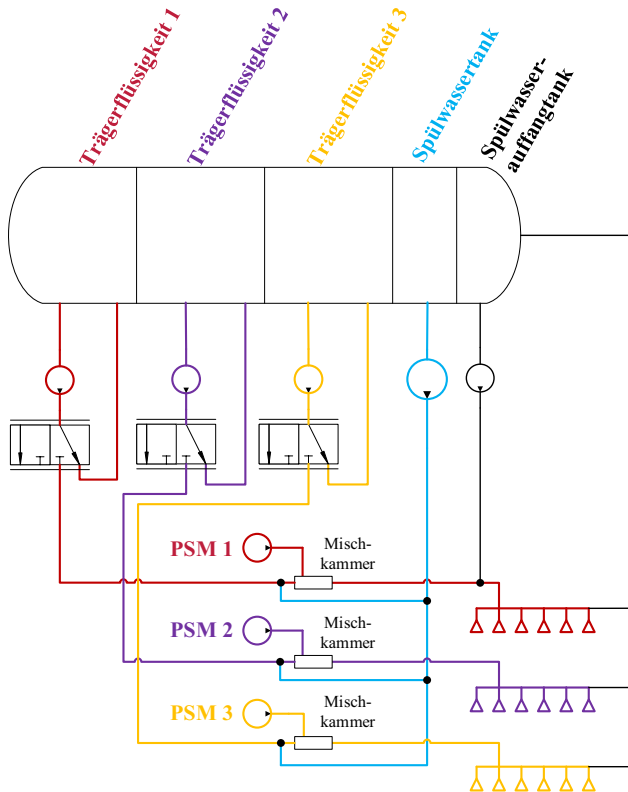 Trägerflüssigkeit 1
Trägerflüssigkeit 2
Trägerflüssigkeit 3
Spülwassertank
Spülwasser-
auffangtank
PSM 1
Misch-
kammer
PSM 2
Misch-
kammer
PSM 3
Misch-
kammer